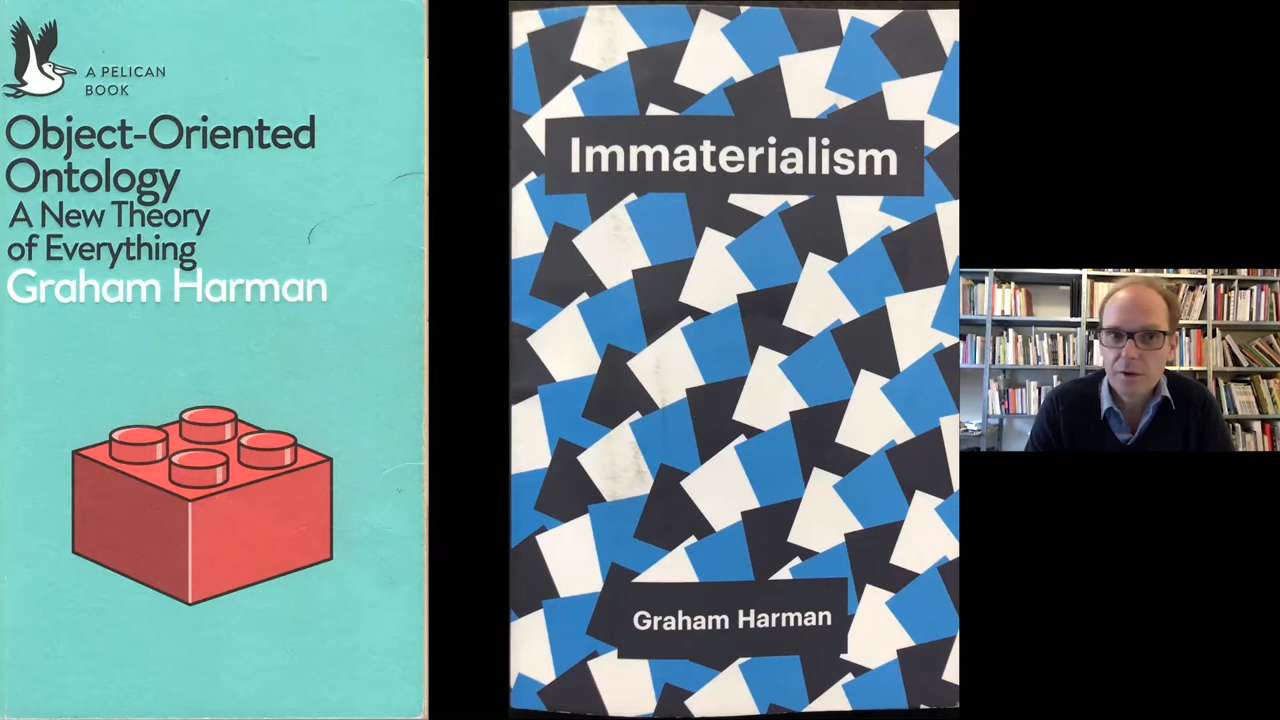 A PELICAN
BOOK
Object-Oriented
Ontology
A New Theory
of Everything
Graham Harman
Immaterialism
Graham Harman